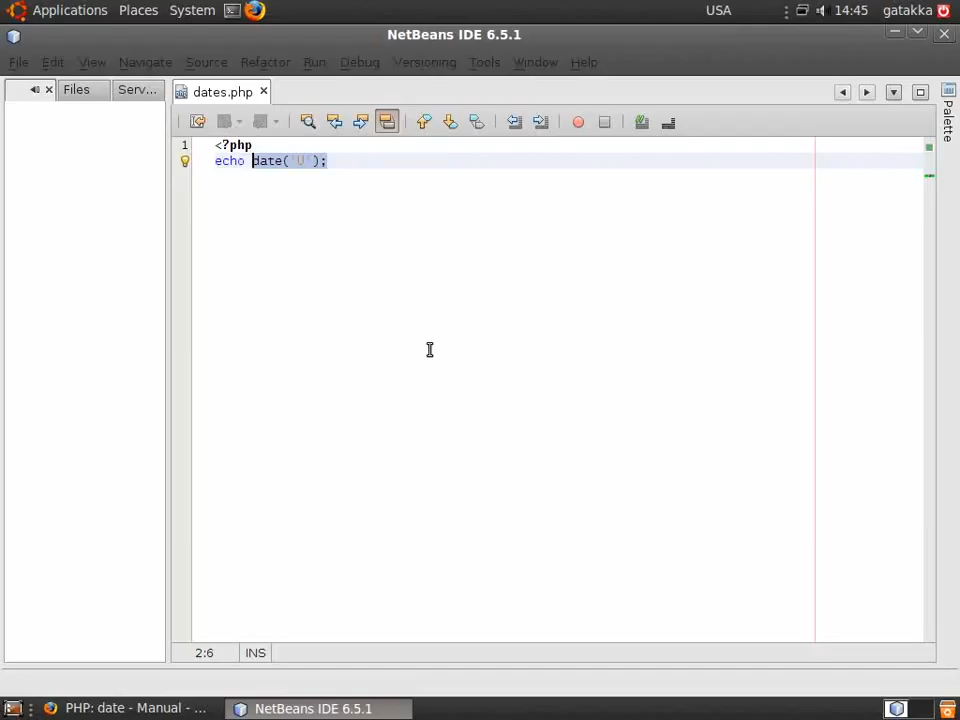 Applications Places System USA 14:45 gatakka
NetBeans IDE 6.5.1
File Edit View Navigate Source Refactor Run Debug Versioning Tools Window Help
Files Serv... dates.php
Palette
1 <?php
echo date('U');
2:6 INS
PHP: date - Manual - ... NetBeans IDE 6.5.1